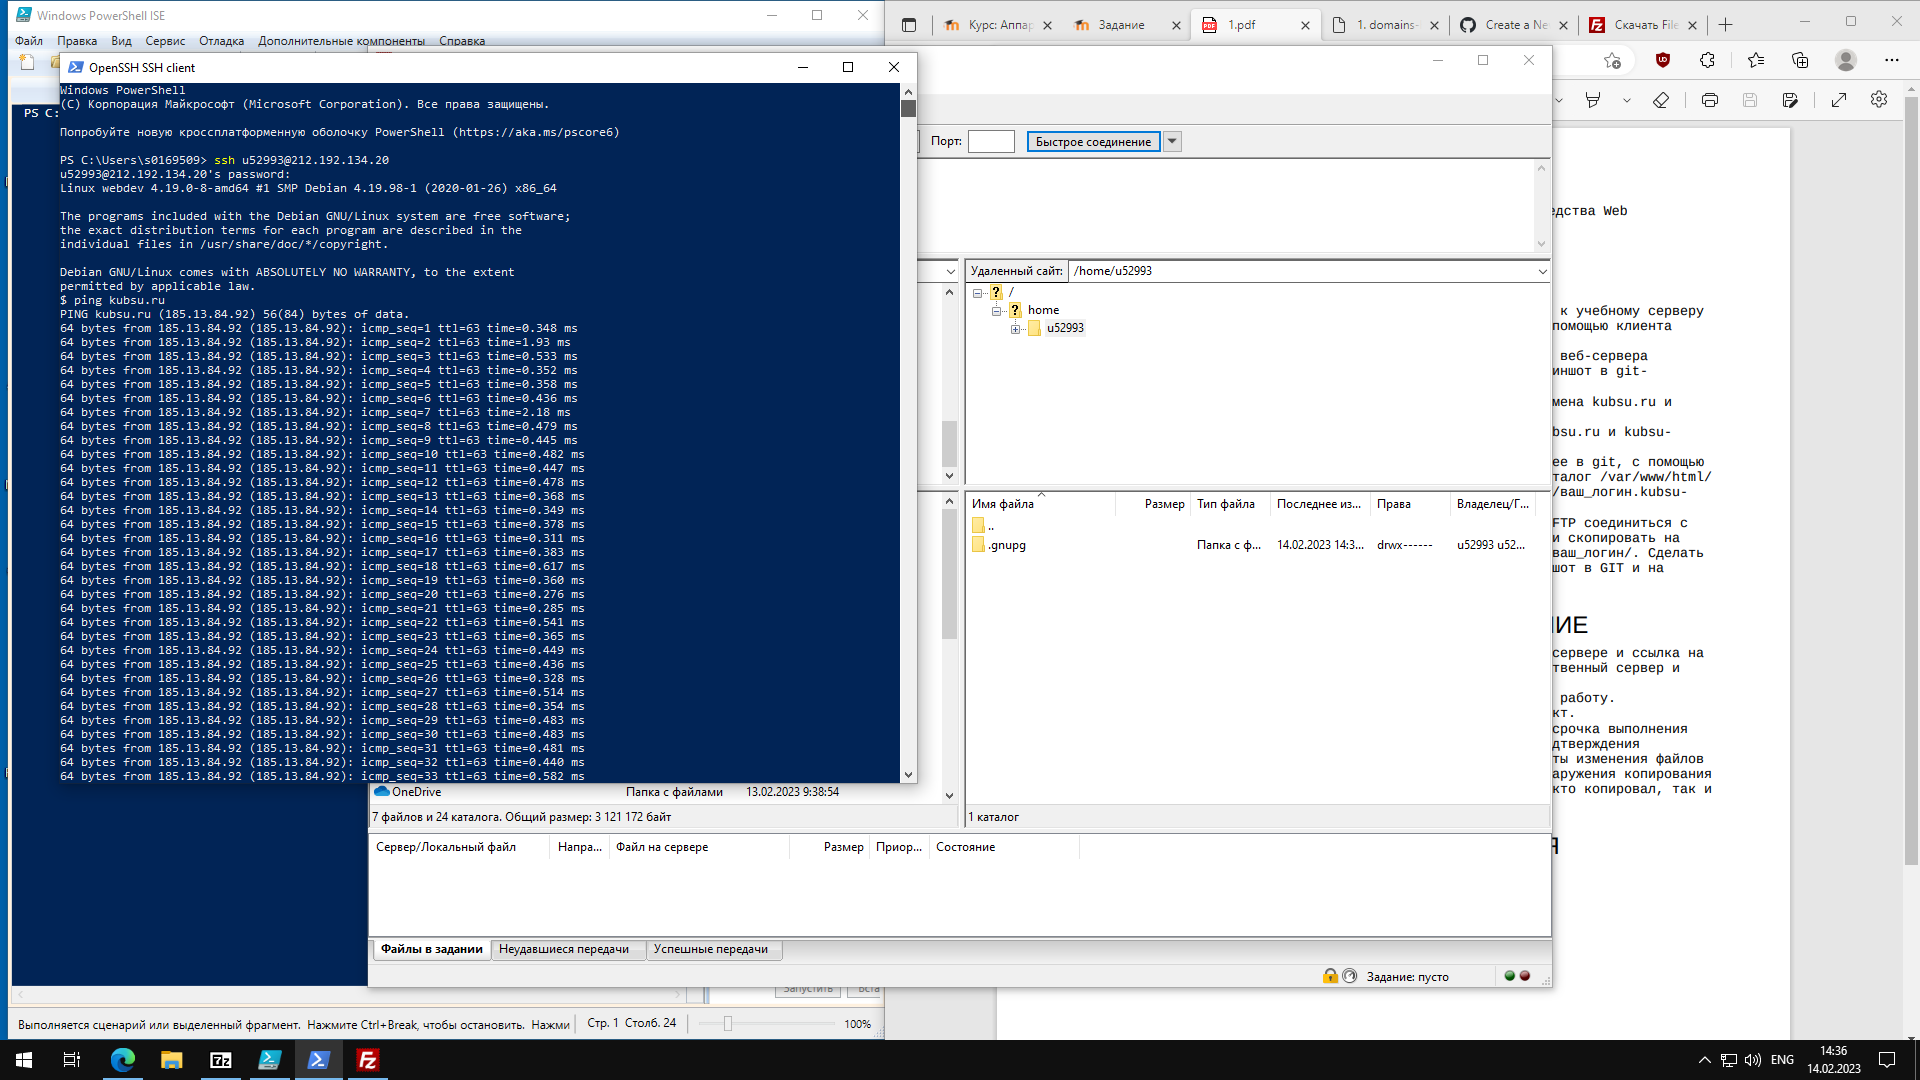 Windows PowerShell ISE
Файл Правка Вид Сервис Отладка Дополнительные компоненты Справка
PS C:
OpenSSH SSH client
Windows PowerShell
(C) Корпорация Майкрософт (Microsoft Corporation). Все права защищены.
Попробуйте новую кроссплатформенную оболочку PowerShell (https://aka.ms/pscore6)
PS C:\Users\s0169509> ssh u52993@212.192.134.20
u52993@212.192.134.20's password:
Linux webdev 4.19.0-8-amd64 #1 SMP Debian 4.19.98-1 (2020-01-26) x86_64
The programs included with the Debian GNU/Linux system are free software;
the exact distribution terms for each program are described in the
individual files in /usr/share/doc/*/copyright.
Debian GNU/Linux comes with ABSOLUTELY NO WARRANTY, to the extent
permitted by applicable law.
$ ping kubsu.ru
PING kubsu.ru (185.13.84.92) 56(84) bytes of data.
64 bytes from 185.13.84.92 (185.13.84.92): icmp_seq=1 ttl=63 time=0.348 ms
64 bytes from 185.13.84.92 (185.13.84.92): icmp_seq=2 ttl=63 time=1.93 ms
64 bytes from 185.13.84.92 (185.13.84.92): icmp_seq=3 ttl=63 time=0.533 ms
64 bytes from 185.13.84.92 (185.13.84.92): icmp_seq=4 ttl=63 time=0.352 ms
64 bytes from 185.13.84.92 (185.13.84.92): icmp_seq=5 ttl=63 time=0.358 ms
64 bytes from 185.13.84.92 (185.13.84.92): icmp_seq=6 ttl=63 time=0.436 ms
64 bytes from 185.13.84.92 (185.13.84.92): icmp_seq=7 ttl=63 time=2.18 ms
64 bytes from 185.13.84.92 (185.13.84.92): icmp_seq=8 ttl=63 time=0.479 ms
64 bytes from 185.13.84.92 (185.13.84.92): icmp_seq=9 ttl=63 time=0.445 ms
64 bytes from 185.13.84.92 (185.13.84.92): icmp_seq=10 ttl=63 time=0.482 ms
64 bytes from 185.13.84.92 (185.13.84.92): icmp_seq=11 ttl=63 time=0.447 ms
64 bytes from 185.13.84.92 (185.13.84.92): icmp_seq=12 ttl=63 time=0.478 ms
64 bytes from 185.13.84.92 (185.13.84.92): icmp_seq=13 ttl=63 time=0.368 ms
64 bytes from 185.13.84.92 (185.13.84.92): icmp_seq=14 ttl=63 time=0.349 ms
64 bytes from 185.13.84.92 (185.13.84.92): icmp_seq=15 ttl=63 time=0.378 ms
64 bytes from 185.13.84.92 (185.13.84.92): icmp_seq=16 ttl=63 time=0.311 ms
64 bytes from 185.13.84.92 (185.13.84.92): icmp_seq=17 ttl=63 time=0.383 ms
64 bytes from 185.13.84.92 (185.13.84.92): icmp_seq=18 ttl=63 time=0.617 ms
64 bytes from 185.13.84.92 (185.13.84.92): icmp_seq=19 ttl=63 time=0.360 ms
64 bytes from 185.13.84.92 (185.13.84.92): icmp_seq=20 ttl=63 time=0.276 ms
64 bytes from 185.13.84.92 (185.13.84.92): icmp_seq=21 ttl=63 time=0.285 ms
64 bytes from 185.13.84.92 (185.13.84.92): icmp_seq=22 ttl=63 time=0.541 ms
64 bytes from 185.13.84.92 (185.13.84.92): icmp_seq=23 ttl=63 time=0.365 ms
64 bytes from 185.13.84.92 (185.13.84.92): icmp_seq=24 ttl=63 time=0.449 ms
64 bytes from 185.13.84.92 (185.13.84.92): icmp_seq=25 ttl=63 time=0.436 ms
64 bytes from 185.13.84.92 (185.13.84.92): icmp_seq=26 ttl=63 time=0.328 ms
64 bytes from 185.13.84.92 (185.13.84.92): icmp_seq=27 ttl=63 time=0.514 ms
64 bytes from 185.13.84.92 (185.13.84.92): icmp_seq=28 ttl=63 time=0.354 ms
64 bytes from 185.13.84.92 (185.13.84.92): icmp_seq=29 ttl=63 time=0.483 ms
64 bytes from 185.13.84.92 (185.13.84.92): icmp_seq=30 ttl=63 time=0.483 ms
64 bytes from 185.13.84.92 (185.13.84.92): icmp_seq=31 ttl=63 time=0.481 ms
64 bytes from 185.13.84.92 (185.13.84.92): icmp_seq=32 ttl=63 time=0.440 ms
64 bytes from 185.13.84.92 (185.13.84.92): icmp_seq=33 ttl=63 time=0.582 ms
Курс: Аппар
Задание
1.pdf
1. domains-
Create a Ne
Скачать File
Порт:
Быстрое соединение
Удаленный сайт: /home/u52993
/
home
u52993
Имя файла Размер Тип файла Последнее из... Права Владелец/Г...
..
.gnupg Папка с ф... 14.02.2023 14:3... drwx------ u52993 u52...
OneDrive Папка с файлами 13.02.2023 9:38:54
7 файлов и 24 каталога. Общий размер: 3 121 172 байт
1 каталог
Сервер/Локальный файл Напра... Файл на сервере Размер Приор... Состояние
Файлы в задании Неудавшиеся передачи Успешные передачи
Задание: пусто
едства Web
к учебному серверу
помощью клиента
веб-сервера
иншот в git-
мена kubsu.ru и
bsu.ru и kubsu-
ее в git, с помощью
талог /var/www/html/
/ваш_логин.kubsu-
FTP соединиться с
и скопировать на
ваш_логин/. Сделать
шот в GIT и на
ИЕ
сервере и ссылка на
твенный сервер и
работу.
кт.
срочка выполнения
дтверждения
ты изменения файлов
аружения копирования
кто копировал, так и
Я
Запустить Вста
Выполняется сценарий или выделенный фрагмент. Нажмите Ctrl+Break, чтобы остановить. Нажми
Стр. 1 Столб. 24
100%
7z
Fz
ENG
14:36
14.02.2023